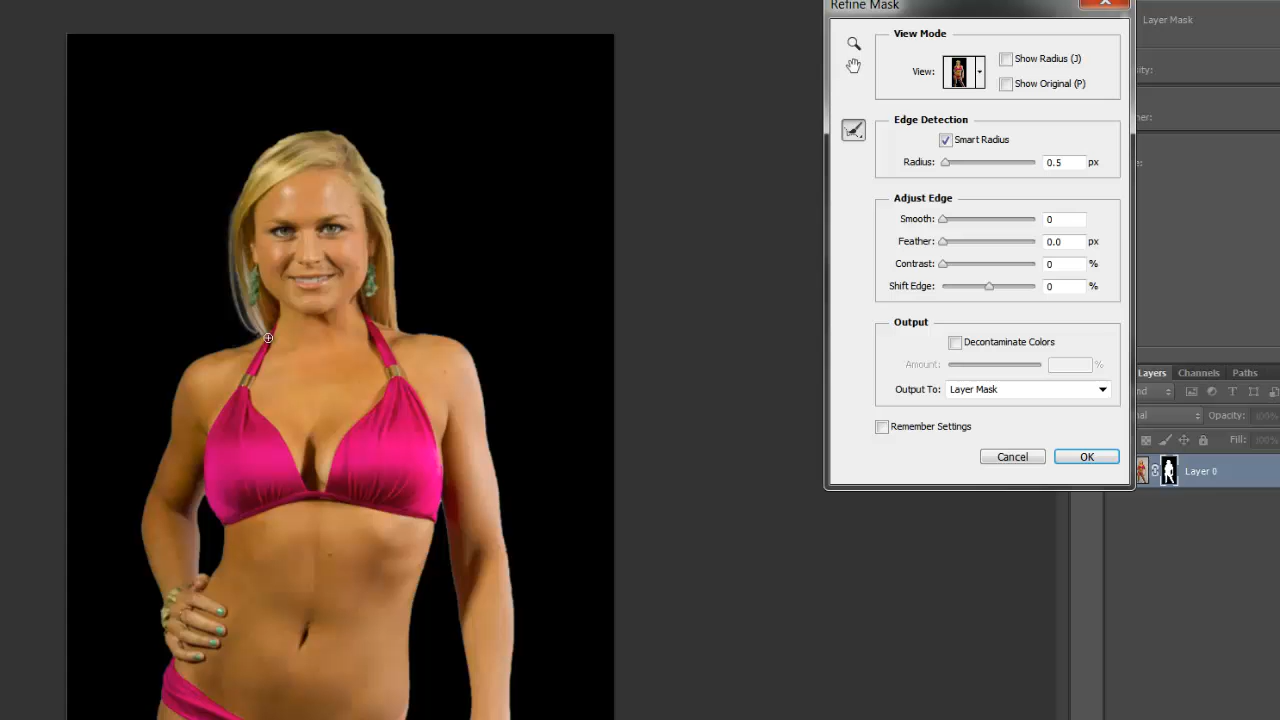 Refine Mask
Layer Mask
View Mode
View:
Show Radius (J)
Show Original (P)
Edge Detection
Smart Radius
Radius: 0.5 px
Adjust Edge
Smooth: 0
Feather: 0.0 px
Contrast: 0 %
Shift Edge: 0 %
Output
Decontaminate Colors
Amount: %
Output To: Layer Mask
Remember Settings
Cancel OK
Layers Channels Paths
Opacity: 100%
Fill: 100%
Layer 0